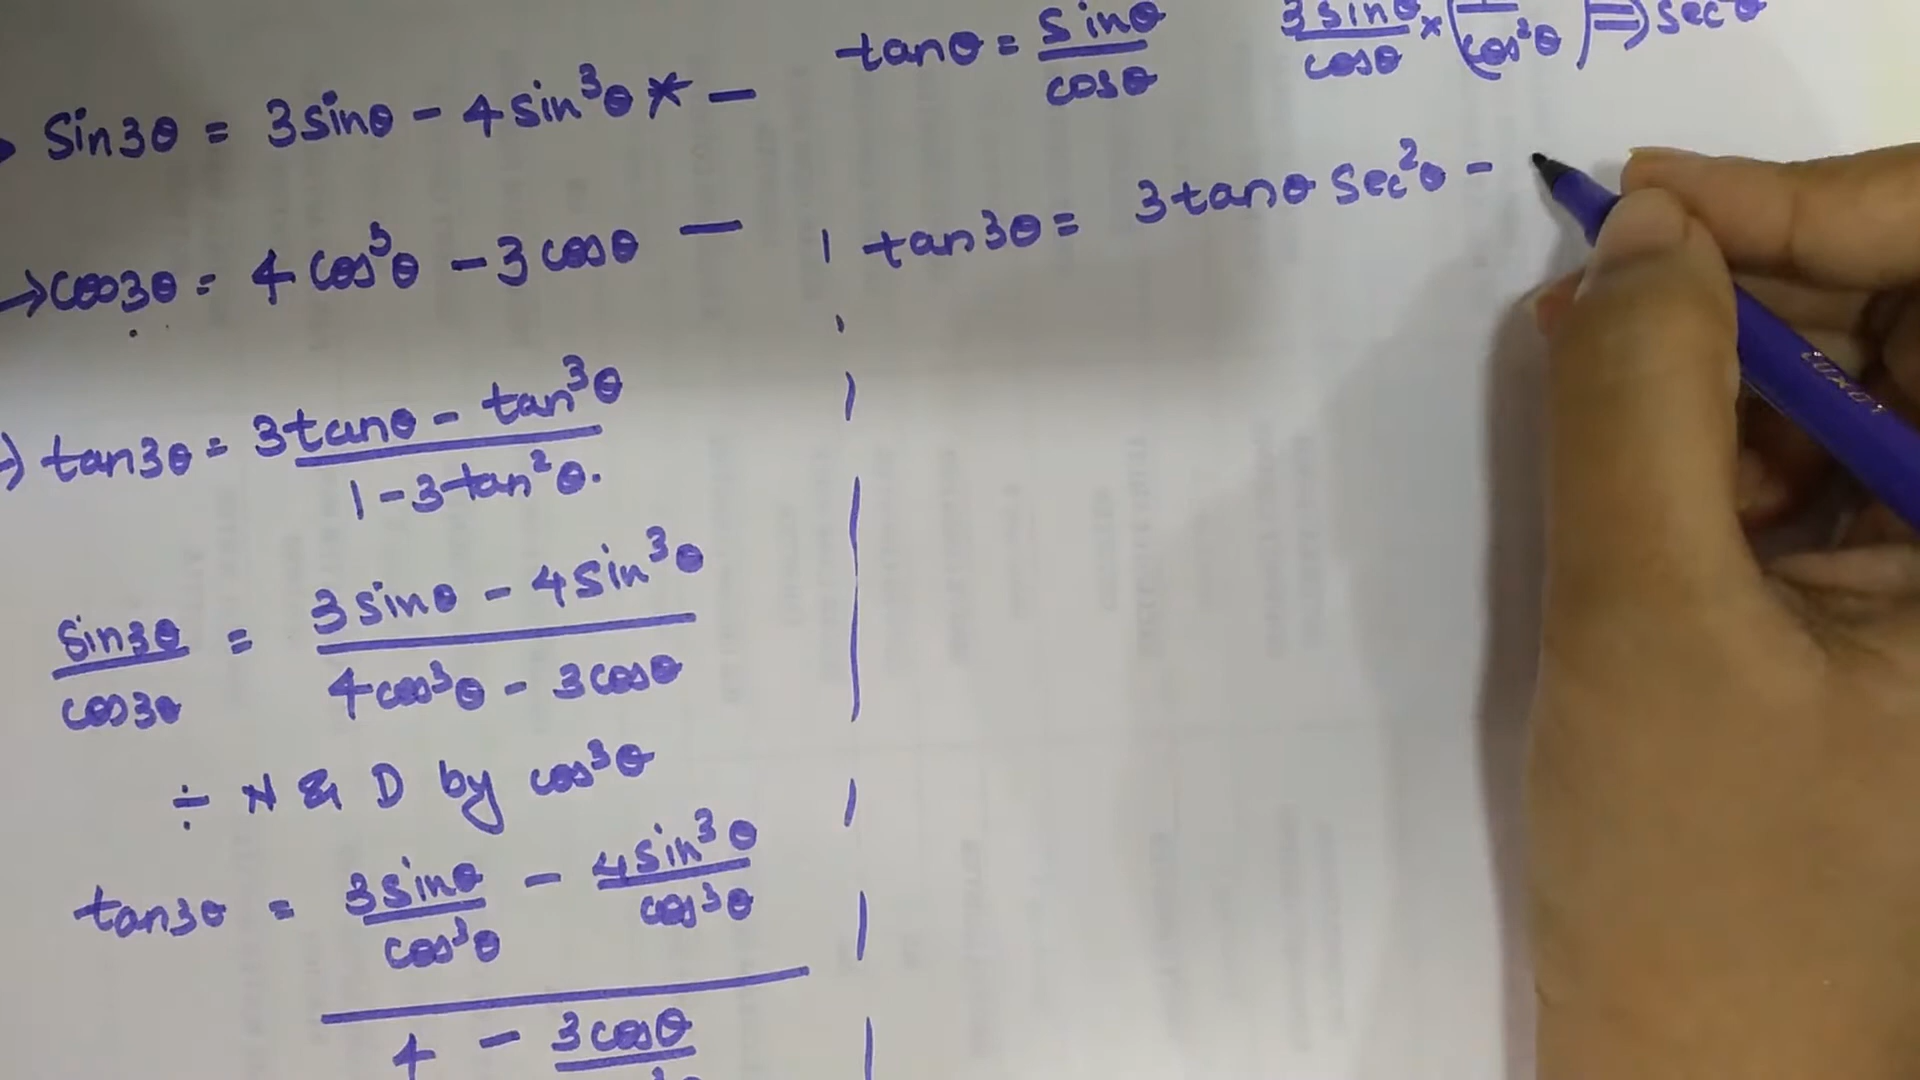 Sin3θ = 3sinθ - 4sin³θ * -
→ cos3θ = 4cos³θ - 3cosθ -
→) tan3θ = 3tanθ - tan³θ
1 - 3tan²θ.
sin3θ = 3sinθ - 4sin³θ
cos3θ 4cos³θ - 3cosθ
÷ N & D by cos³θ
tan3θ = 3sinθ - 4sin³θ
cos³θ cos³θ
4 - 3cosθ
tanθ = sinθ
cosθ
3sinθ × (1
cosθ cos²θ) ⇒ sec²θ
tan3θ = 3tanθ sec²θ -